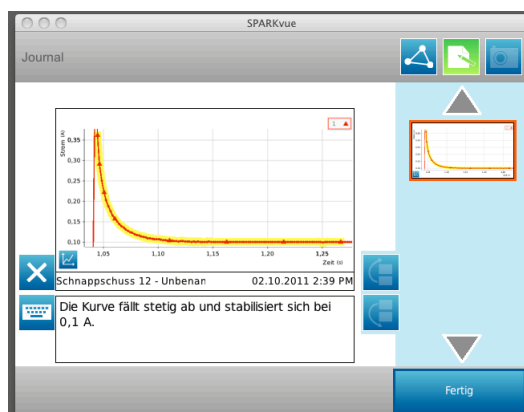 SPARKvue
Journal
1
Strom (A)
0,35
0,30
0,25
0,20
0,15
0,10
1,05
1,10
1,15
1,20
1,25
Zeit (s)
Schnappschuss 12 - Unbenan
02.10.2011 2:39 PM
Die Kurve fällt stetig ab und stabilisiert sich bei
0,1 A.
Fertig